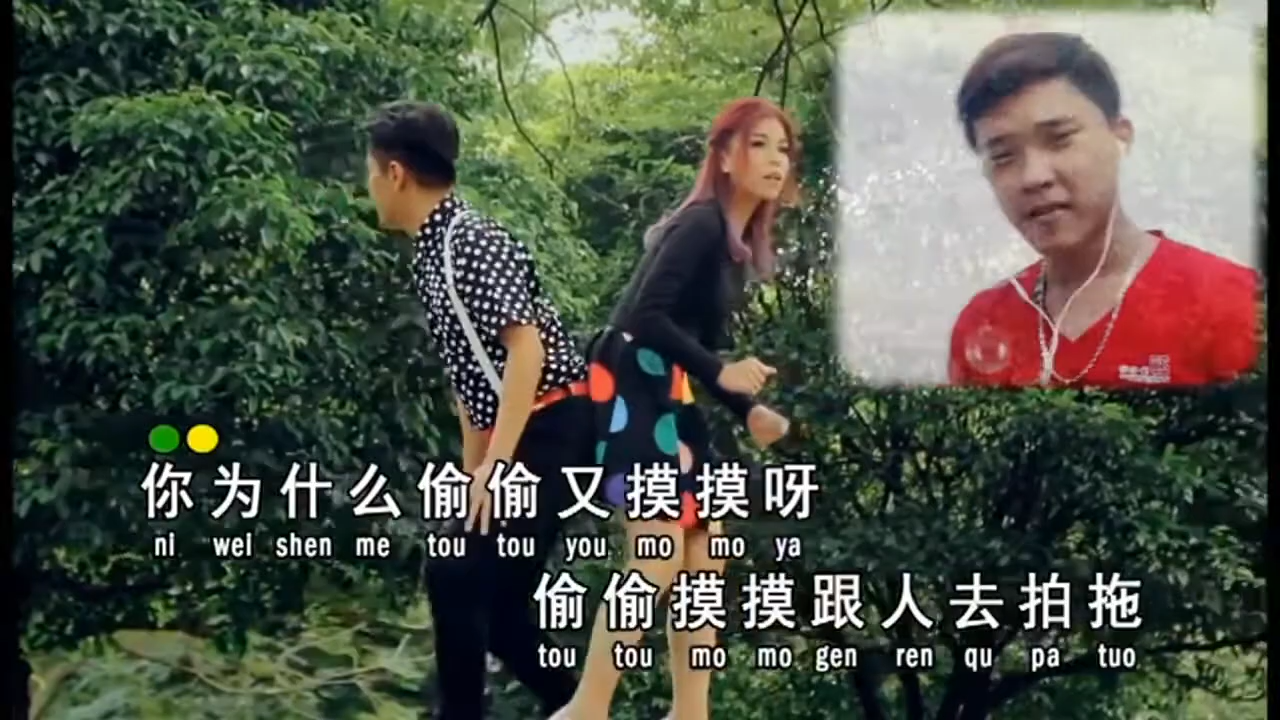 你为什么偷偷又摸摸呀
ni wei shen me tou tou you mo mo ya
偷偷摸摸跟人去拍拖
tou tou mo mo gen ren qu pa tuo